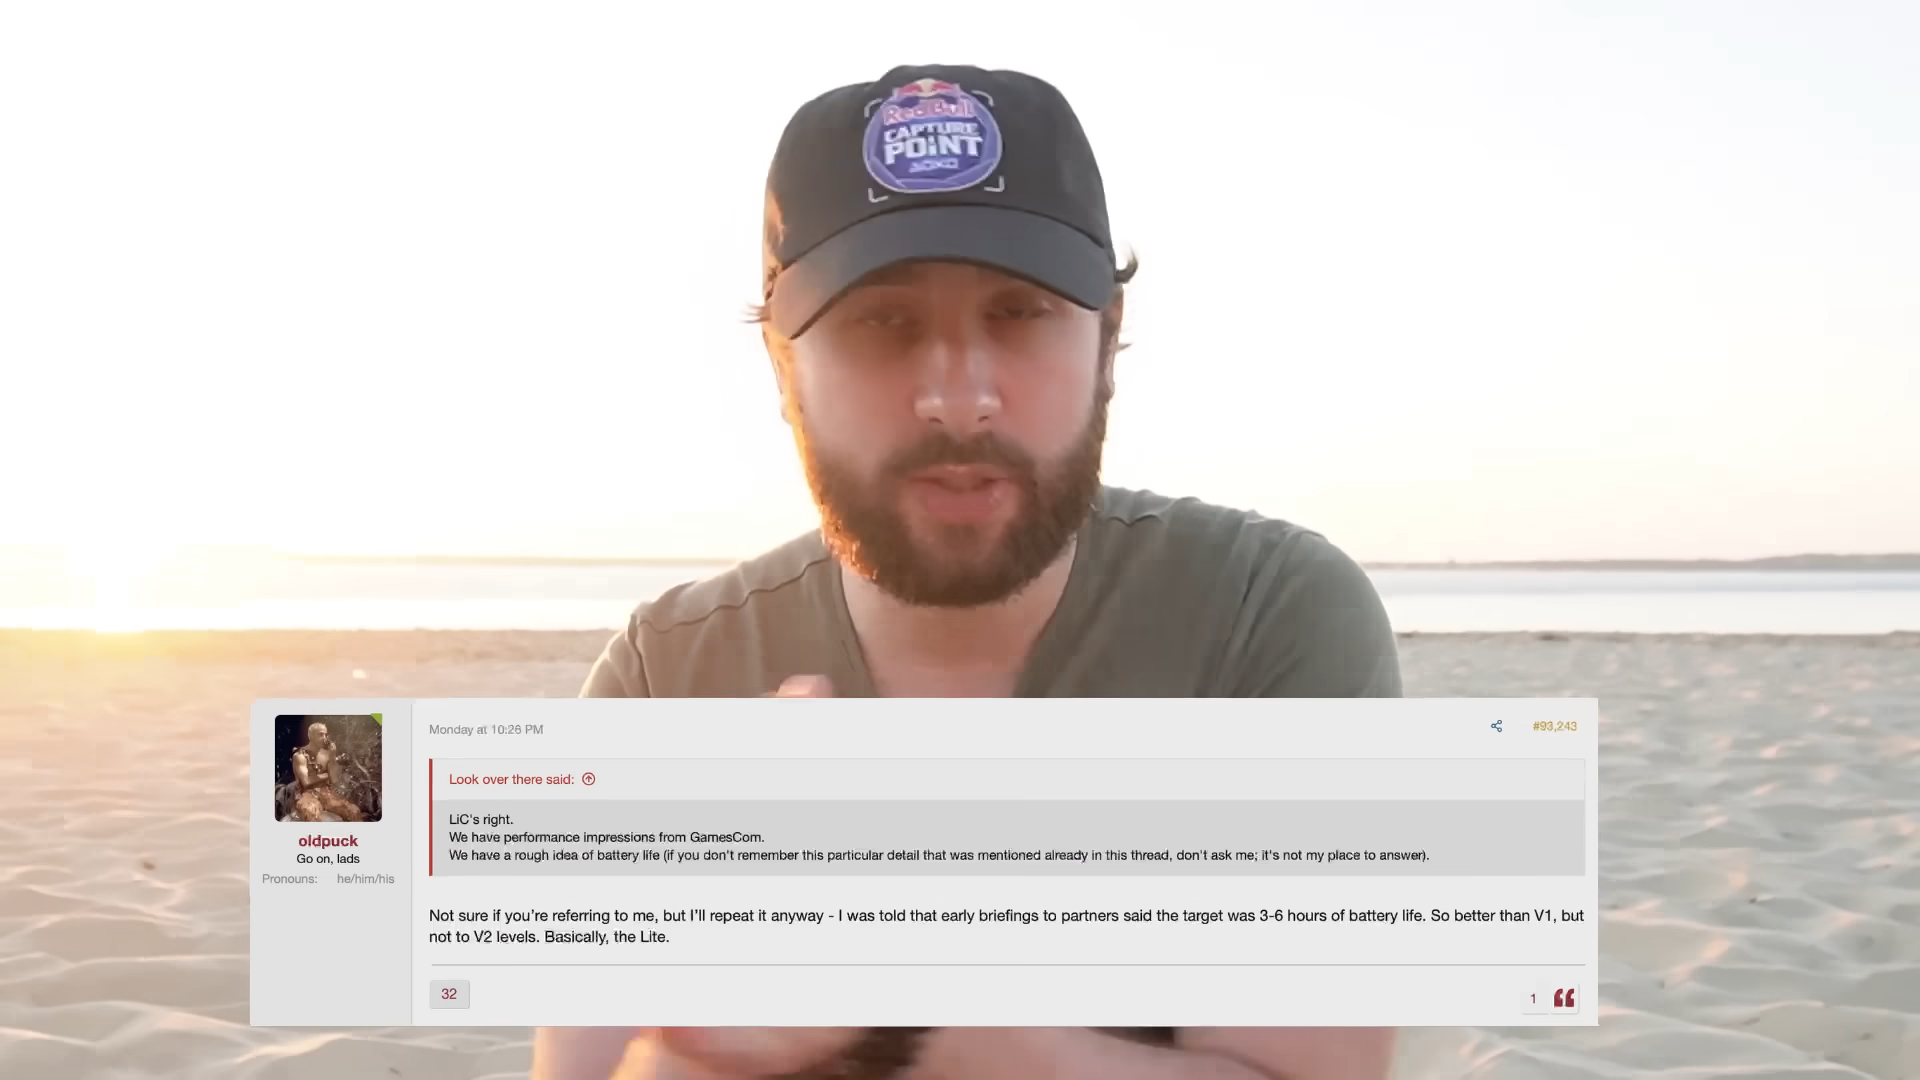 Red Bull
CAPTURE
POINT
Monday at 10:26 PM
#93,243
Look over there said:
LiC's right.
We have performance impressions from GamesCom.
We have a rough idea of battery life (if you don't remember this particular detail that was mentioned already in this thread, don't ask me; it's not my place to answer).
oldpuck
Go on, lads
Pronouns: he/him/his
Not sure if you’re referring to me, but I’ll repeat it anyway - I was told that early briefings to partners said the target was 3-6 hours of battery life. So better than V1, but
not to V2 levels. Basically, the Lite.
32
1